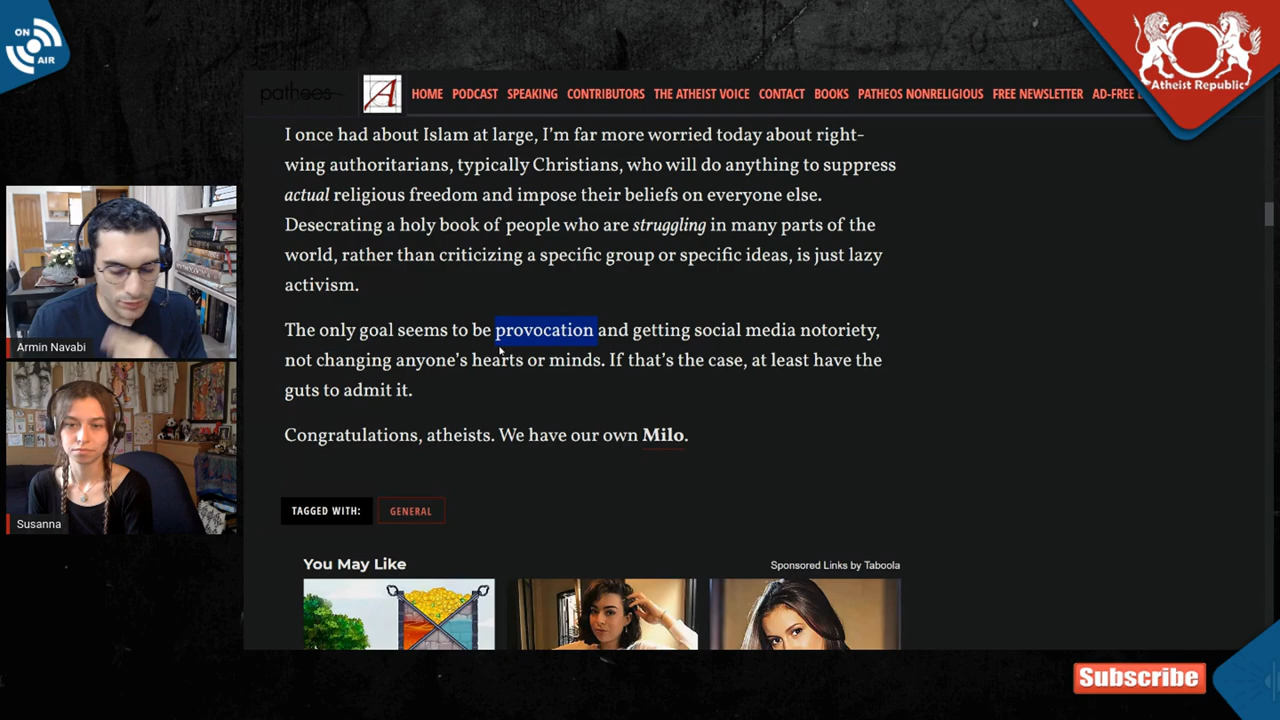 ON
AIR
patheos
A
HOME PODCAST SPEAKING CONTRIBUTORS THE ATHEIST VOICE CONTACT BOOKS PATHEOS NONRELIGIOUS FREE NEWSLETTER AD-FREE
Atheist Republic
I once had about Islam at large, I'm far more worried today about right-
wing authoritarians, typically Christians, who will do anything to suppress
actual religious freedom and impose their beliefs on everyone else.
Desecrating a holy book of people who are struggling in many parts of the
world, rather than criticizing a specific group or specific ideas, is just lazy
activism.
The only goal seems to be provocation and getting social media notoriety,
not changing anyone's hearts or minds. If that's the case, at least have the
guts to admit it.
Congratulations, atheists. We have our own Milo.
TAGGED WITH: GENERAL
You May Like
Sponsored Links by Taboola
Armin Navabi
Susanna
Subscribe